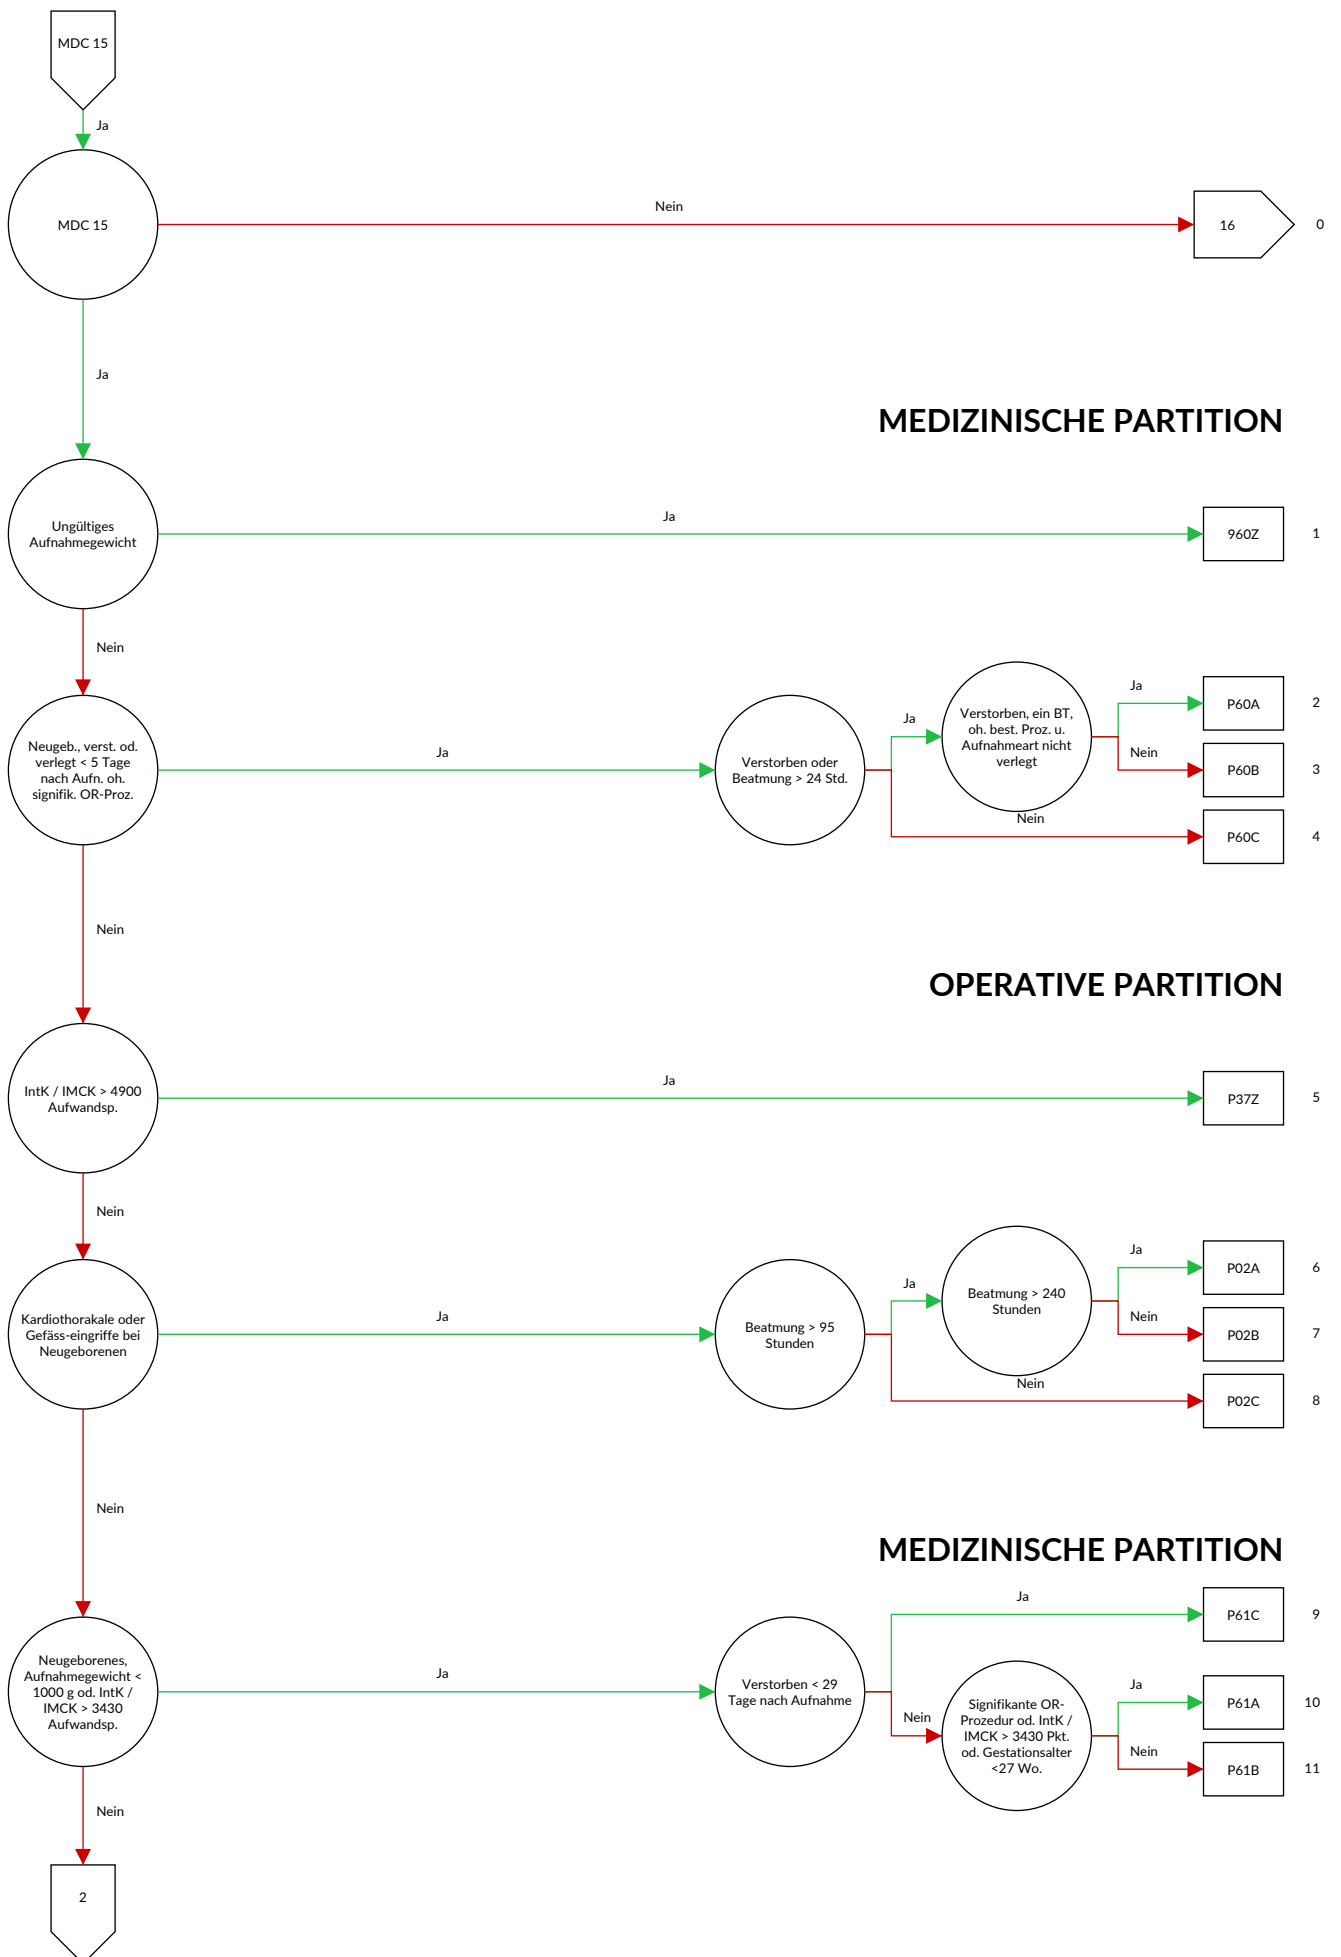 MDC 15
Ja
MDC 15
Nein
16
0
Ja
MEDIZINISCHE PARTITION
Ungültiges
Aufnahmegewicht
Ja
960Z
1
Nein
Neugeb., verst. od.
verlegt < 5 Tage
nach Aufn. oh.
signifik. OR-Proz.
Ja
Verstorben oder
Beatmung > 24 Std.
Ja
Verstorben, ein BT,
oh. best. Proz. u.
Aufnahmeart nicht
verlegt
Ja
P60A
2
Nein
P60B
3
Nein
P60C
4
Nein
OPERATIVE PARTITION
IntK / IMCK > 4900
Aufwandsp.
Ja
P37Z
5
Nein
Kardiothorakale oder
Gefäss-eingriffe bei
Neugeborenen
Ja
Beatmung > 95
Stunden
Ja
Beatmung > 240
Stunden
Ja
P02A
6
Nein
P02B
7
Nein
P02C
8
Nein
MEDIZINISCHE PARTITION
Neugeborenes,
Aufnahmegewicht <
1000 g od. IntK /
IMCK > 3430
Aufwandsp.
Ja
Verstorben < 29
Tage nach Aufnahme
Ja
P61C
9
Nein
Signifikante OR-
Prozedur od. IntK /
IMCK > 3430 Pkt.
od. Gestationsalter
<27 Wo.
Ja
P61A
10
Nein
P61B
11
Nein
2